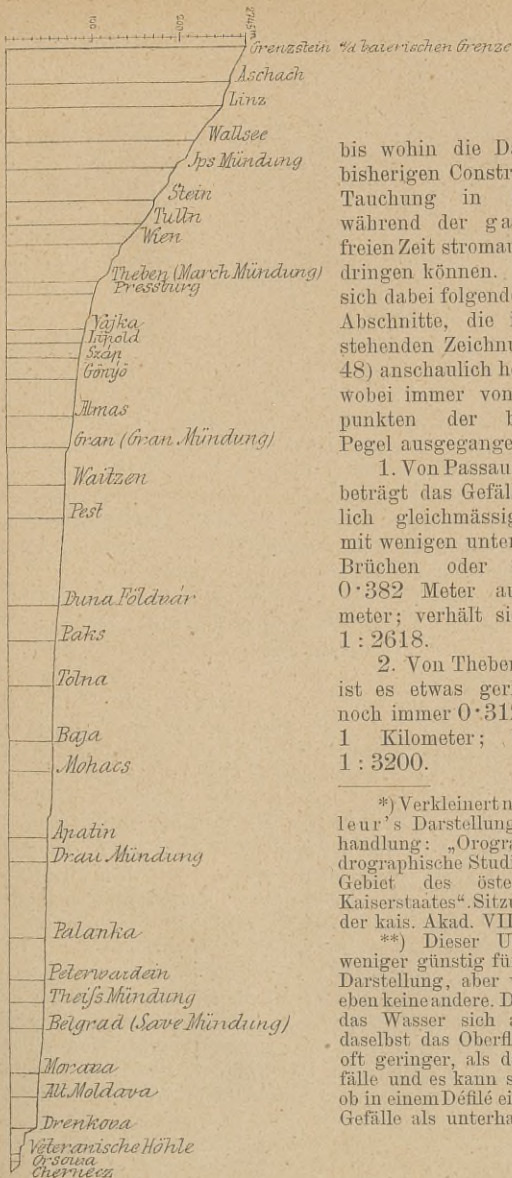 100
200
274·5 m
Grenzstein a/d baierischen Grenze
Aschach
Linz
Wallsee
Jps Mündung
Stein
Tulln
Wien
Theben (March Mündung)
Pressburg
Vajka
Lipold
Szap
Gönyö
Almas
Gran (Gran Mündung)
Waitzen
Pest
Duna Földvár
Paks
Tolna
Baja
Mohacs
Apatin
Drau Mündung
Palanka
Peterwardein
Theiſs Mündung
Belgrad (Save Mündung)
Morava
Alt Moldava
Drenkova
Veteranische Höhle
Orsowa
Chernecz
bis wohin die D
bisherigen Constr
Tauchung in
während der ga
freien Zeit stromau
dringen können.
sich dabei folgend
Abschnitte, die i
stehenden Zeichnu
48) anschaulich he
wobei immer von
punkten der b
Pegel ausgegange
1. Von Passau
beträgt das Gefäl
lich gleichmässig
mit wenigen unter
Brüchen oder
0·382 Meter au
meter; verhält si
1 : 2618.
2. Von Theben
ist es etwas geri
noch immer 0·312
1 Kilometer;
1 : 3200.
*) Verkleinert n
leur's Darstellung
handlung: „Orogra
drographische Studi
Gebiet des öste
Kaiserstaates“. Sitzu
der kais. Akad. VII
**) Dieser U
weniger günstig fü
Darstellung, aber
eben keine andere. D
das Wasser sich a
daselbst das Oberfl
oft geringer, als d
fälle und es kann s
ob in einem Défilé ei
Gefälle als unterha